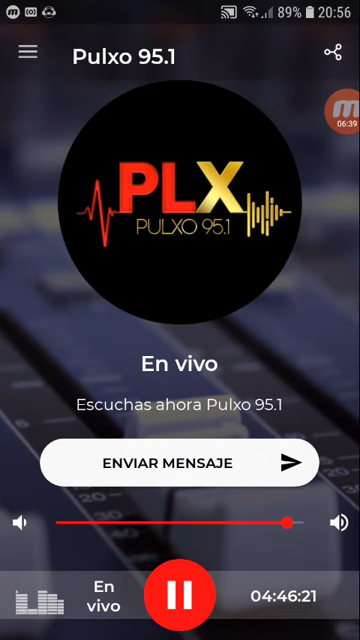 89% 20:56
Pulxo 95.1
06:39
PLX
PULXO 95.1
En vivo
Escuchas ahora Pulxo 95.1
ENVIAR MENSAJE
En
vivo
04:46:21